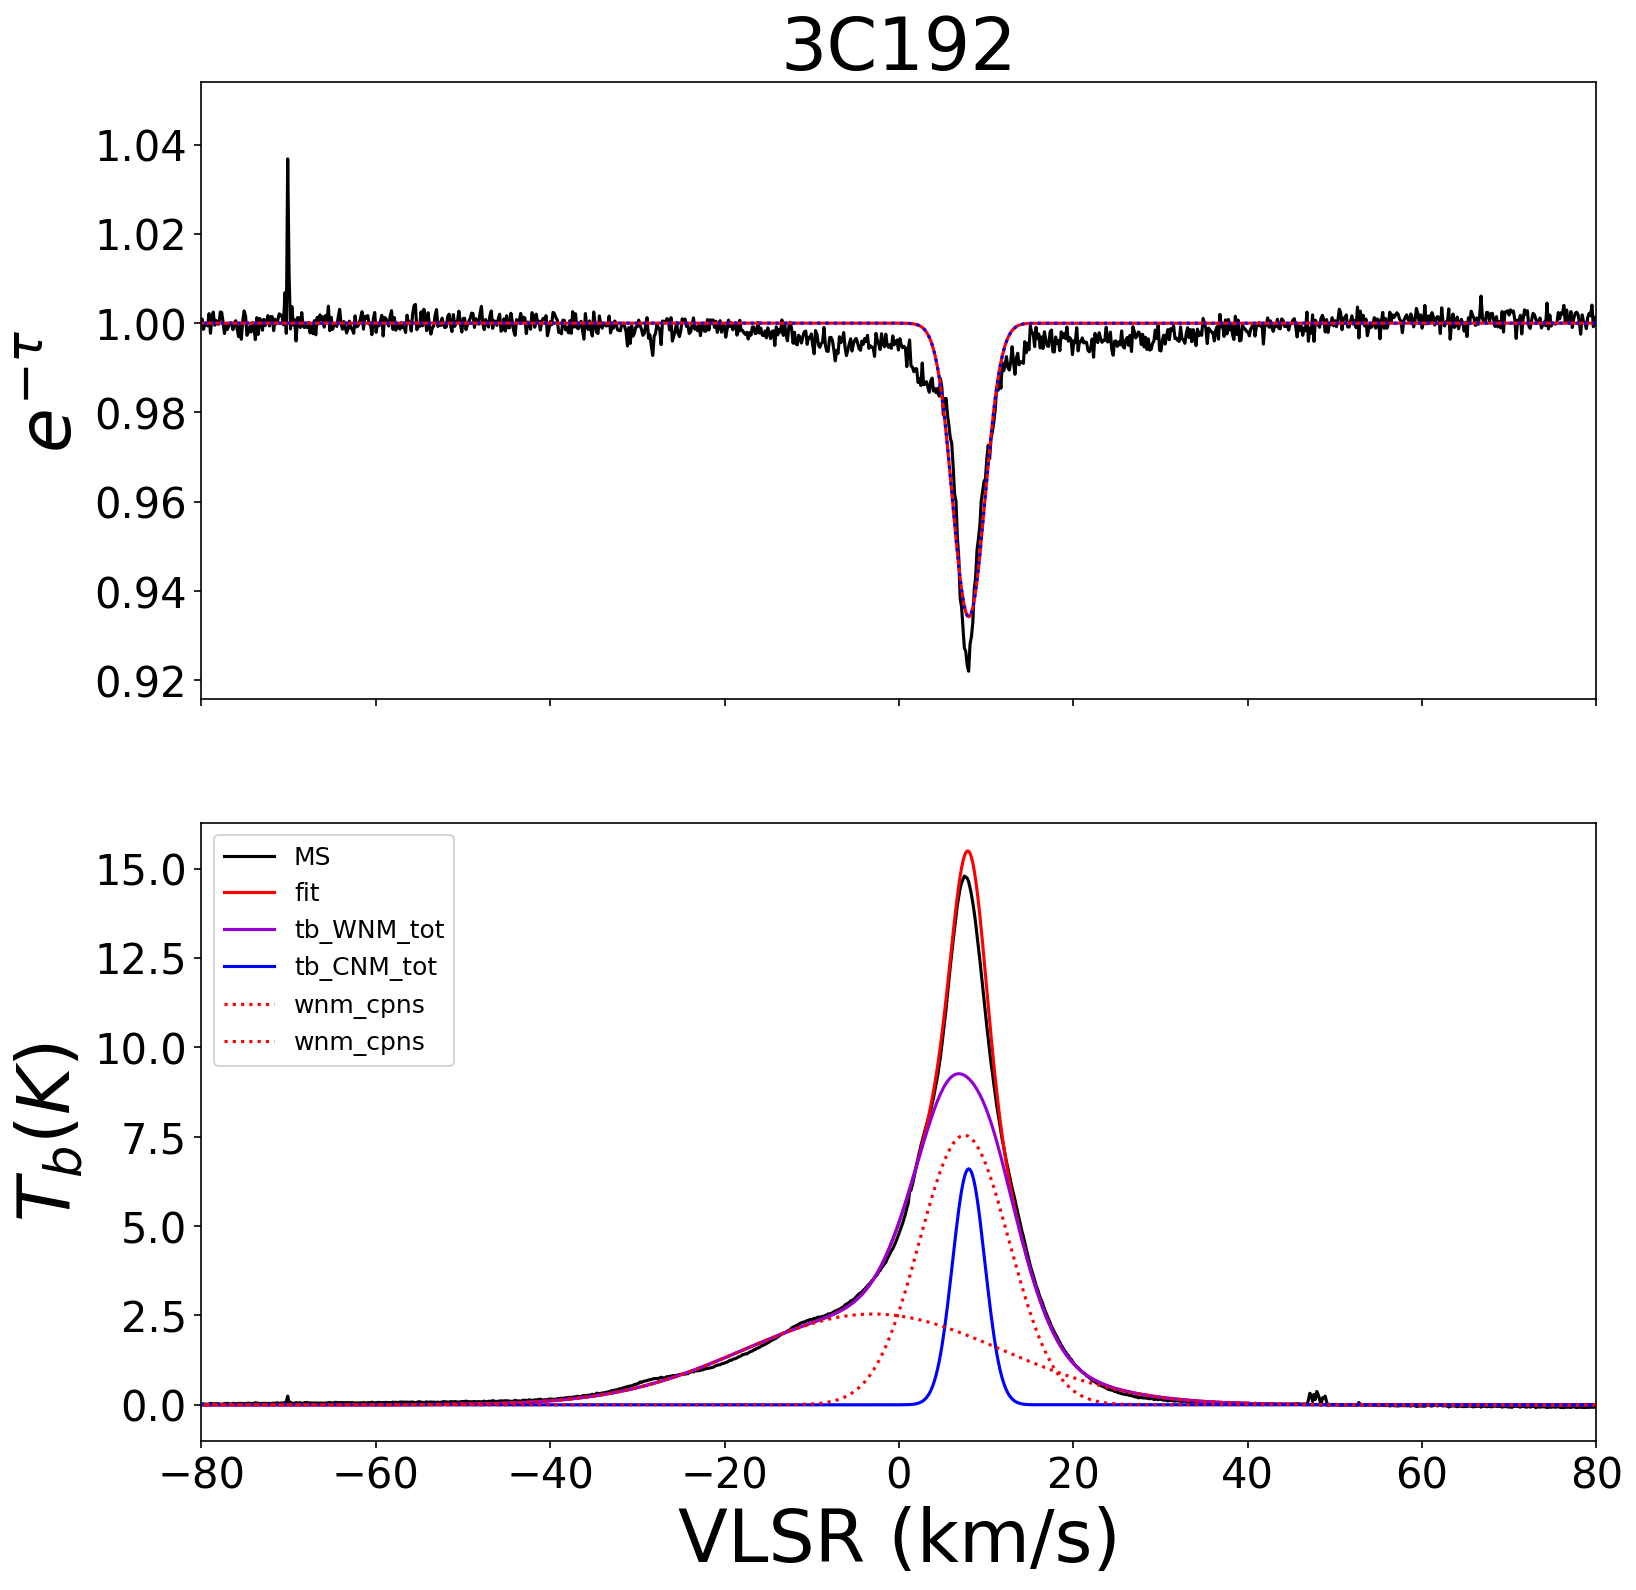 3C192
1.04
1.02
1.00
0.98
0.96
0.94
0.92
e^{−τ}
MS
fit
tb_WNM_tot
tb_CNM_tot
wnm_cpns
wnm_cpns
15.0
12.5
10.0
7.5
5.0
2.5
0.0
T_b(K)
−80 −60 −40 −20 0 20 40 60 80
VLSR (km/s)